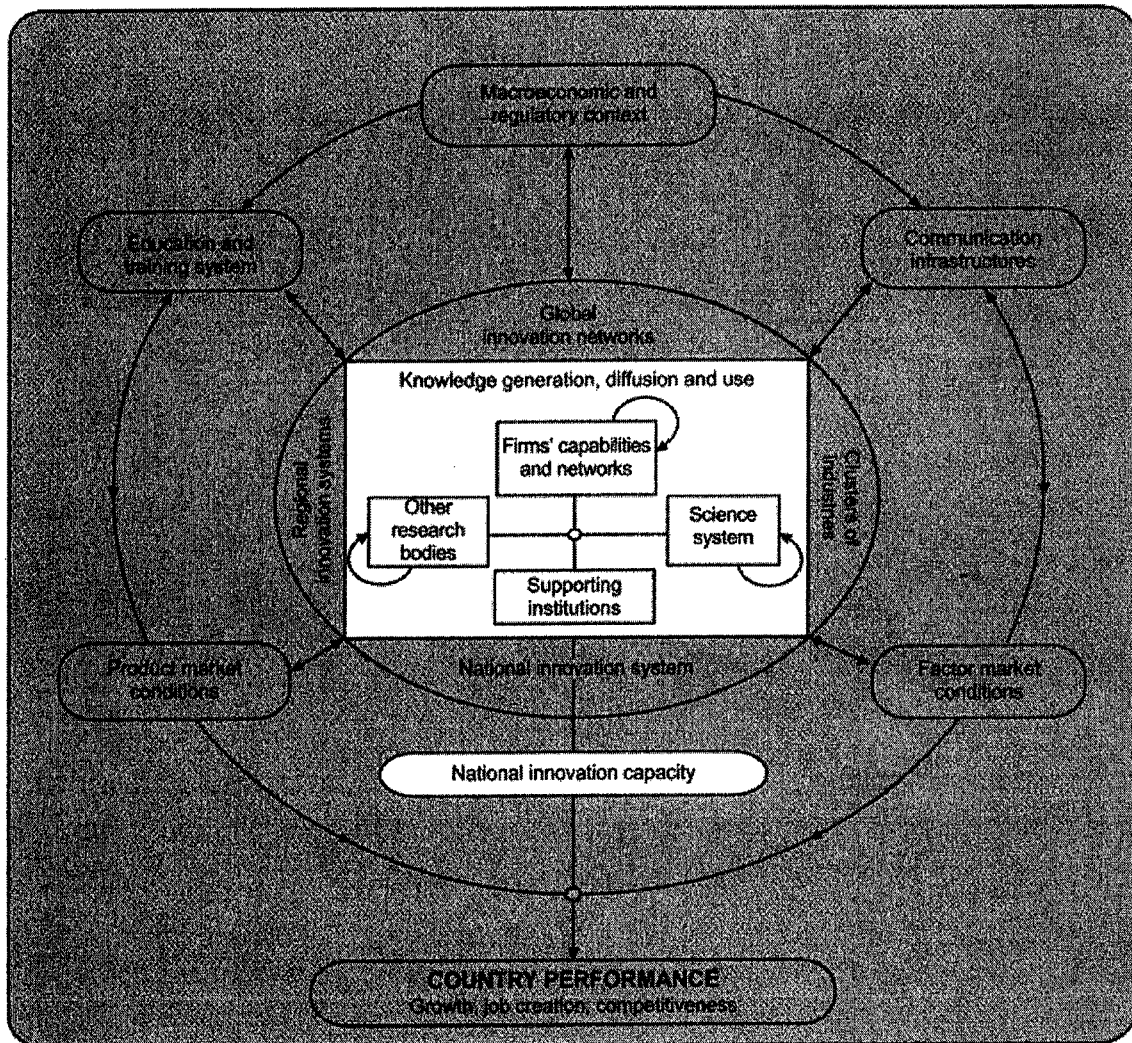 Macroeconomic and
regulatory context
Education and
training system
Communication
infrastructures
Global
innovation networks
Knowledge generation, diffusion and use
Firms' capabilities
and networks
Regional
innovation systems
Clusters of
industries
Other
research
bodies
Science
system
Supporting
institutions
Product market
conditions
National innovation system
Factor market
conditions
National innovation capacity
COUNTRY PERFORMANCE
Growth, job creation, competitiveness